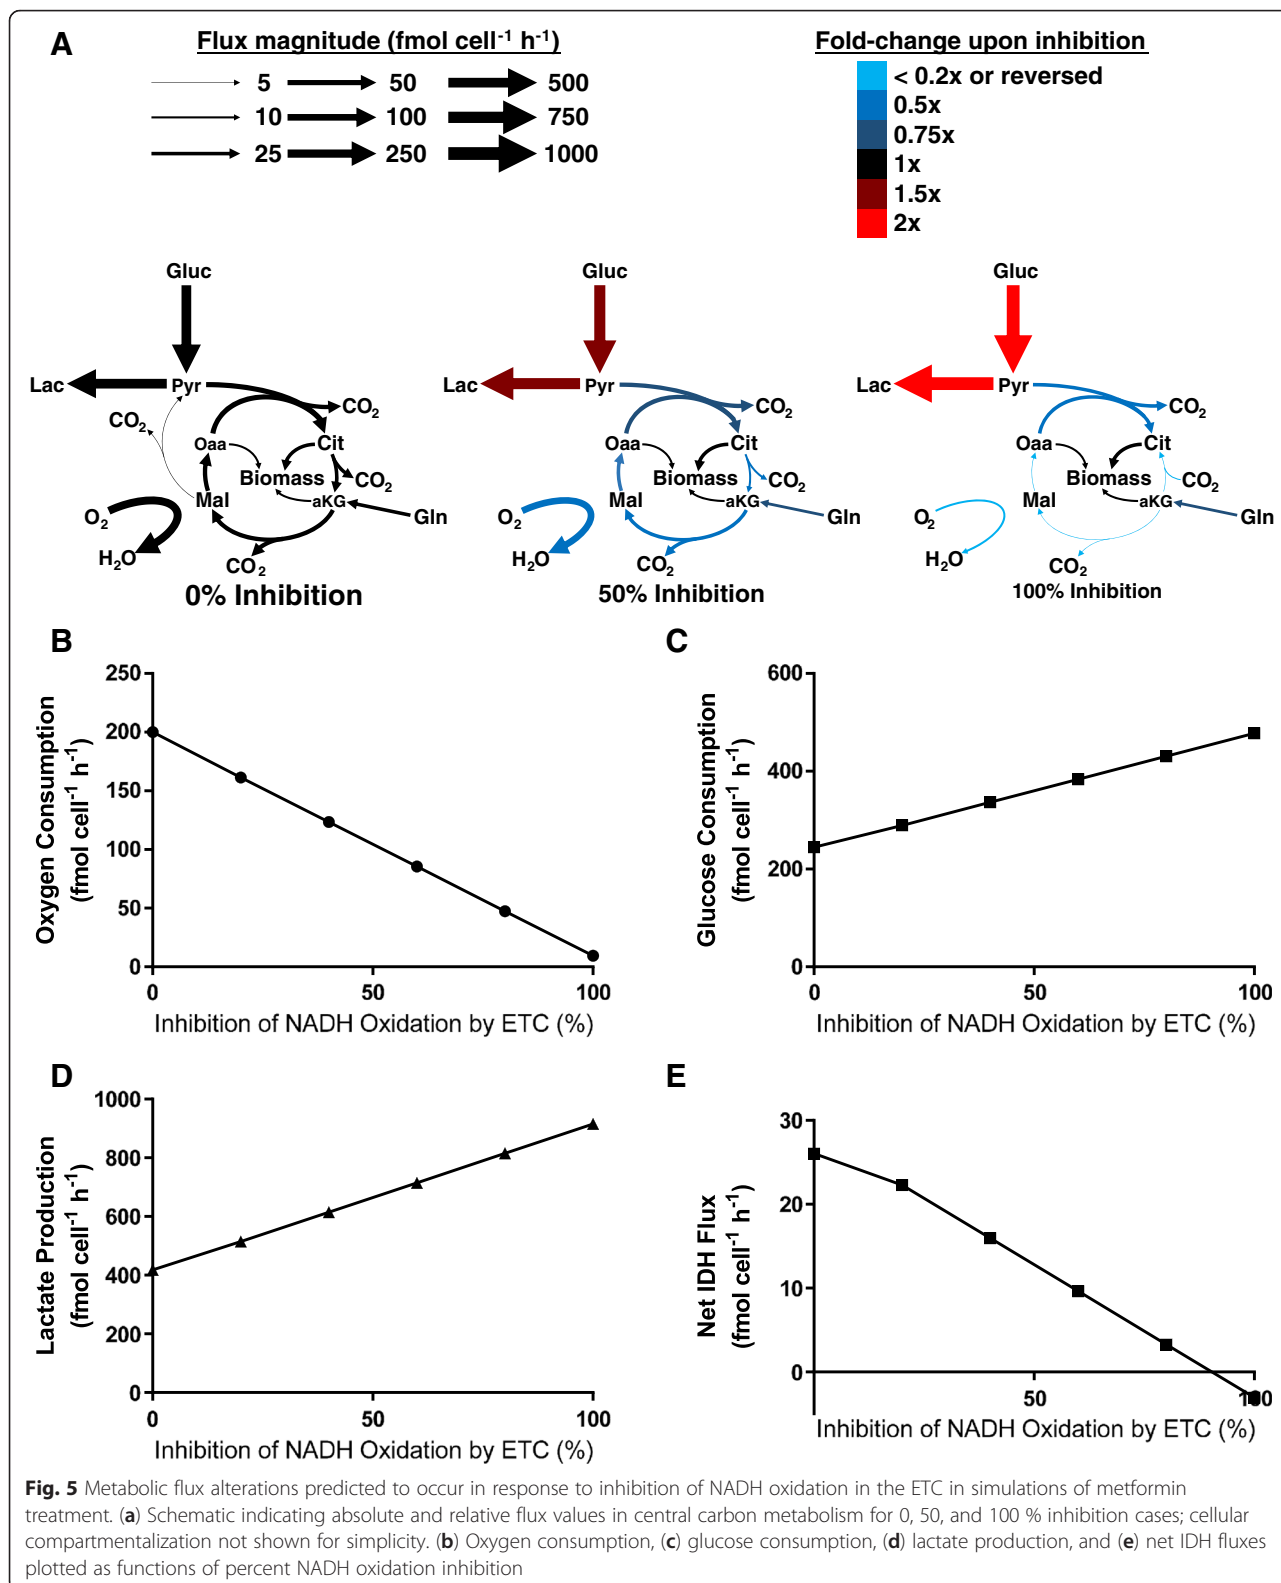 A
Flux magnitude (fmol cell⁻¹ h⁻¹)
5 50 500
10 100 750
25 250 1000
Fold-change upon inhibition
< 0.2x or reversed
0.5x
0.75x
1x
1.5x
2x
Gluc
Lac
Pyr
CO₂
CO₂
Oaa
Cit
CO₂
Biomass
Mal
aKG
Gln
O₂
H₂O
CO₂
0% Inhibition
Gluc
Lac
Pyr
CO₂
Oaa
Cit
CO₂
Biomass
Mal
aKG
Gln
O₂
H₂O
CO₂
50% Inhibition
Gluc
Lac
Pyr
CO₂
Oaa
Cit
CO₂
Biomass
Mal
aKG
Gln
O₂
H₂O
CO₂
100% Inhibition
B
Oxygen Consumption
(fmol cell⁻¹ h⁻¹)
250
200
150
100
50
0
0 50 100
Inhibition of NADH Oxidation by ETC (%)
C
Glucose Consumption
(fmol cell⁻¹ h⁻¹)
600
400
200
0
0 50 100
Inhibition of NADH Oxidation by ETC (%)
D
Lactate Production
(fmol cell⁻¹ h⁻¹)
1000
800
600
400
200
0
0 50 100
Inhibition of NADH Oxidation by ETC (%)
E
Net IDH Flux
(fmol cell⁻¹ h⁻¹)
30
20
10
0
50 100
Inhibition of NADH Oxidation by ETC (%)
Fig. 5 Metabolic flux alterations predicted to occur in response to inhibition of NADH oxidation in the ETC in simulations of metformin
treatment. (a) Schematic indicating absolute and relative flux values in central carbon metabolism for 0, 50, and 100 % inhibition cases; cellular
compartmentalization not shown for simplicity. (b) Oxygen consumption, (c) glucose consumption, (d) lactate production, and (e) net IDH fluxes
plotted as functions of percent NADH oxidation inhibition